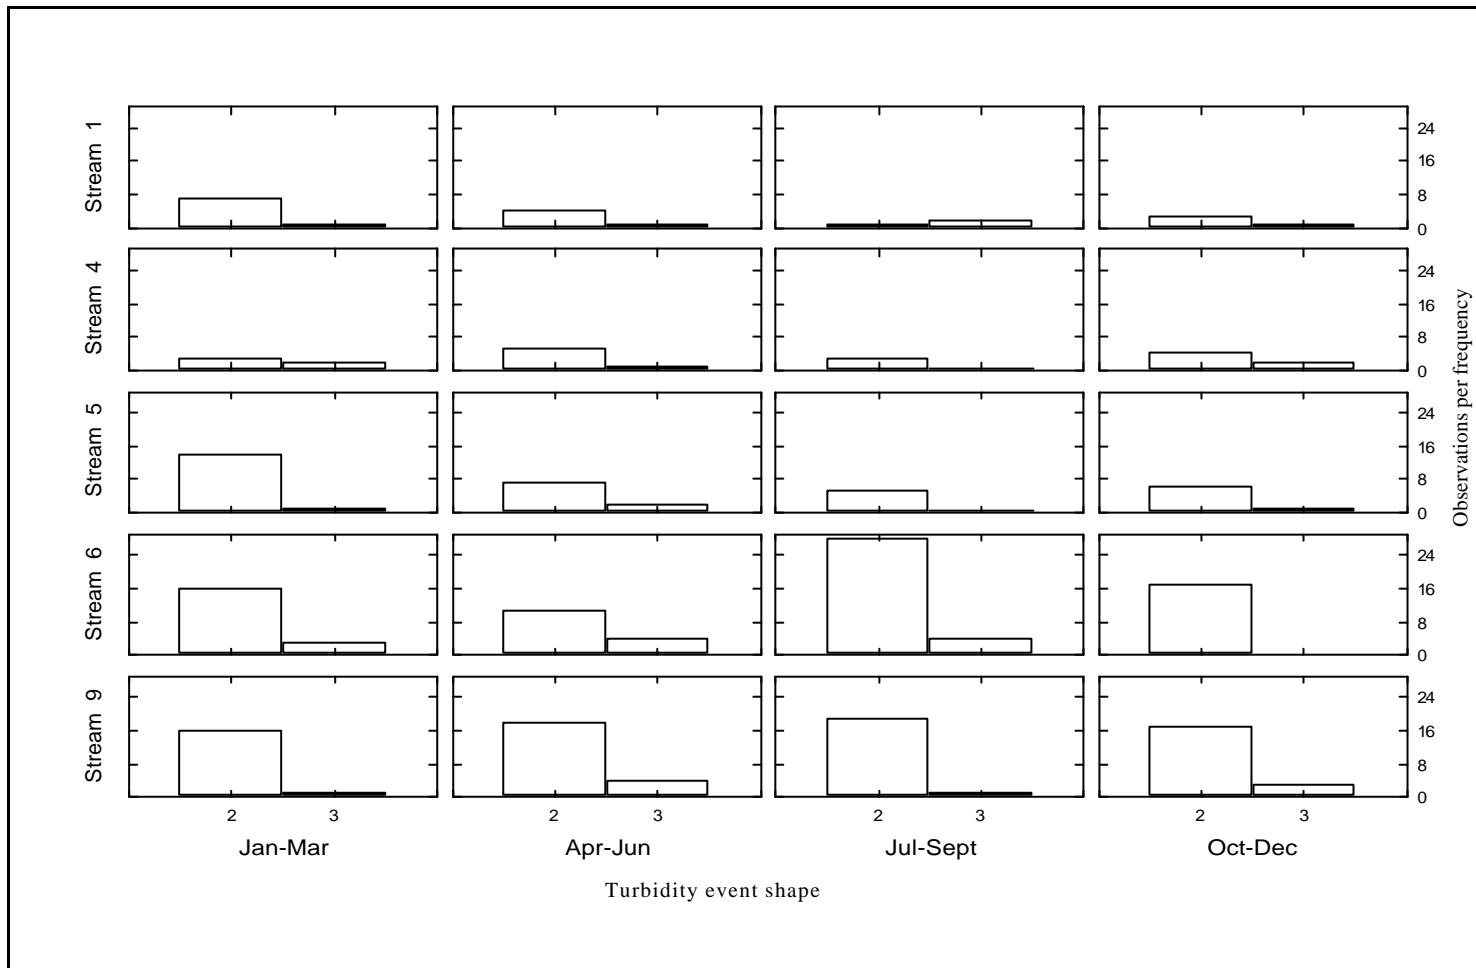 Stream 1
24
16
8
0
Stream 4
24
16
8
0
Stream 5
24
16
8
0
Stream 6
24
16
8
0
Stream 9
24
16
8
0
Observations per frequency
2 3 2 3 2 3 2 3
Jan-Mar Apr-Jun Jul-Sept Oct-Dec
Turbidity event shape